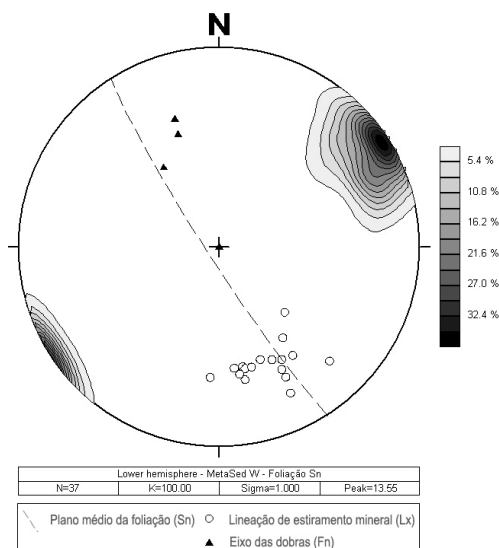 N
5.4 %
10.8 %
16.2 %
21.6 %
27.0 %
32.4 %
Lower hemisphere - MetaSed W - Foliação Sn
N=37 K=100.00 Sigma=1.000 Peak=13.55
Plano médio da foliação (Sn) Lineação de estiramento mineral (Lx)
Eixo das dobras (Fn)